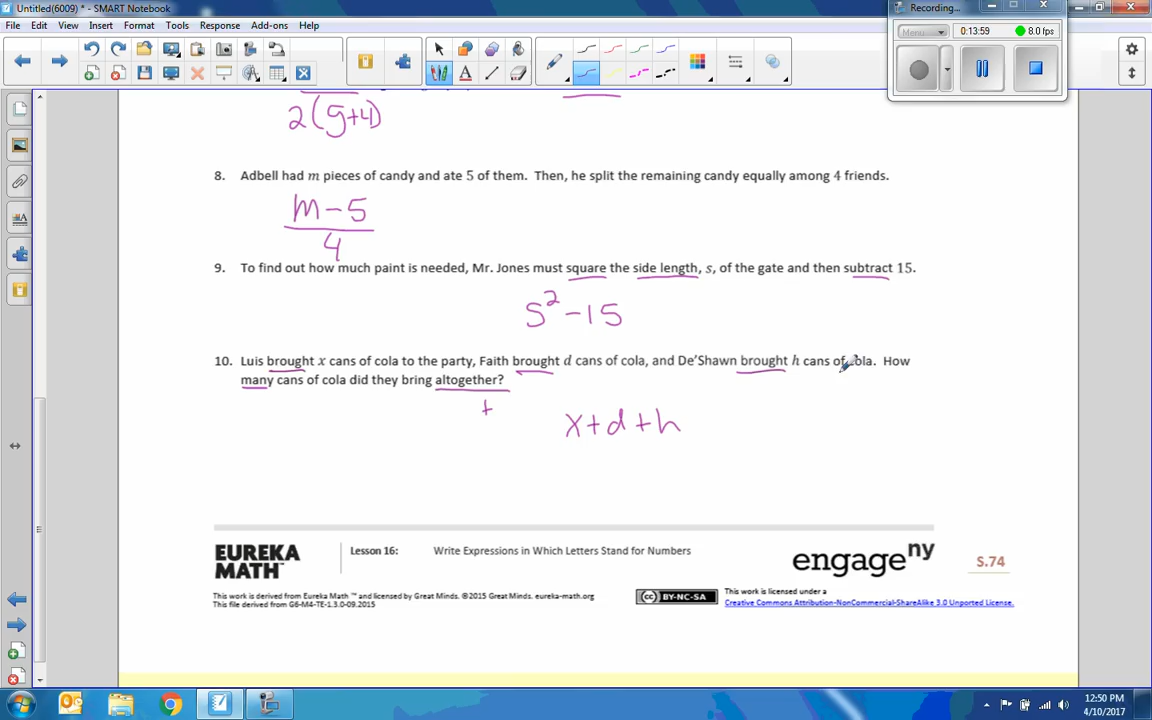 Untitled(6009) * - SMART Notebook
File Edit View Insert Format Tools Response Add-ons Help
Recording...
Menu 0:13:59 8.0 fps
2(g+4)
8. Adbell had m pieces of candy and ate 5 of them. Then, he split the remaining candy equally among 4 friends.
m - 5
4
9. To find out how much paint is needed, Mr. Jones must square the side length, s, of the gate and then subtract 15.
s² - 15
10. Luis brought x cans of cola to the party, Faith brought d cans of cola, and De'Shawn brought h cans of cola. How
many cans of cola did they bring altogether?
+
x + d + h
EUREKA MATH
Lesson 16: Write Expressions in Which Letters Stand for Numbers
engageny
S.74
This work is derived from Eureka Math ™ and licensed by Great Minds. ©2015 Great Minds. eureka-math.org
This file derived from G6-M4-TE-1.3.0-09.2015
(cc) BY-NC-SA
This work is licensed under a
Creative Commons Attribution-NonCommercial-ShareAlike 3.0 Unported License.
12:50 PM
4/10/2017